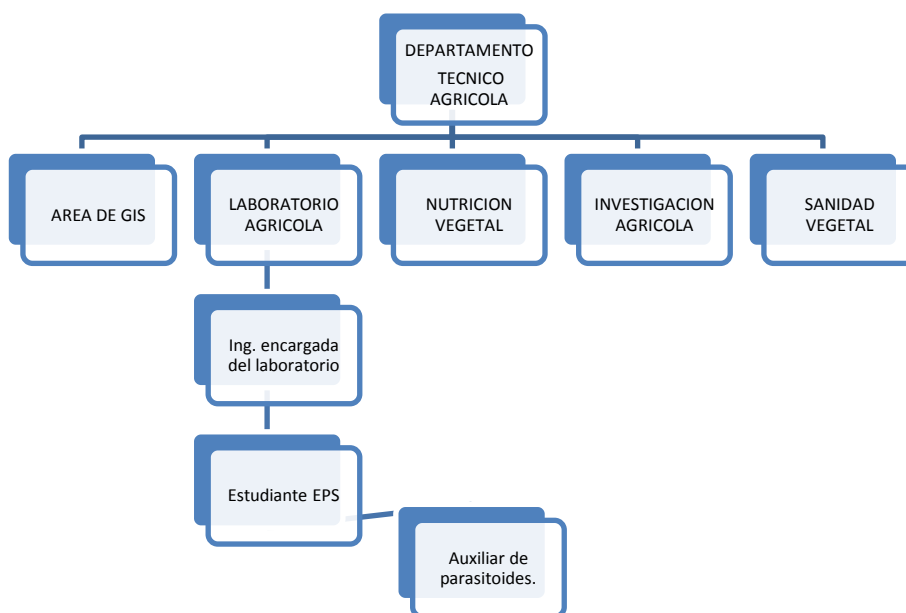 DEPARTAMENTO
TECNICO
AGRICOLA
AREA DE GIS
LABORATORIO
AGRICOLA
NUTRICION
VEGETAL
INVESTIGACION
AGRICOLA
SANIDAD
VEGETAL
Ing. encargada
del laboratorio
Estudiante EPS
Auxiliar de
parasitoides.